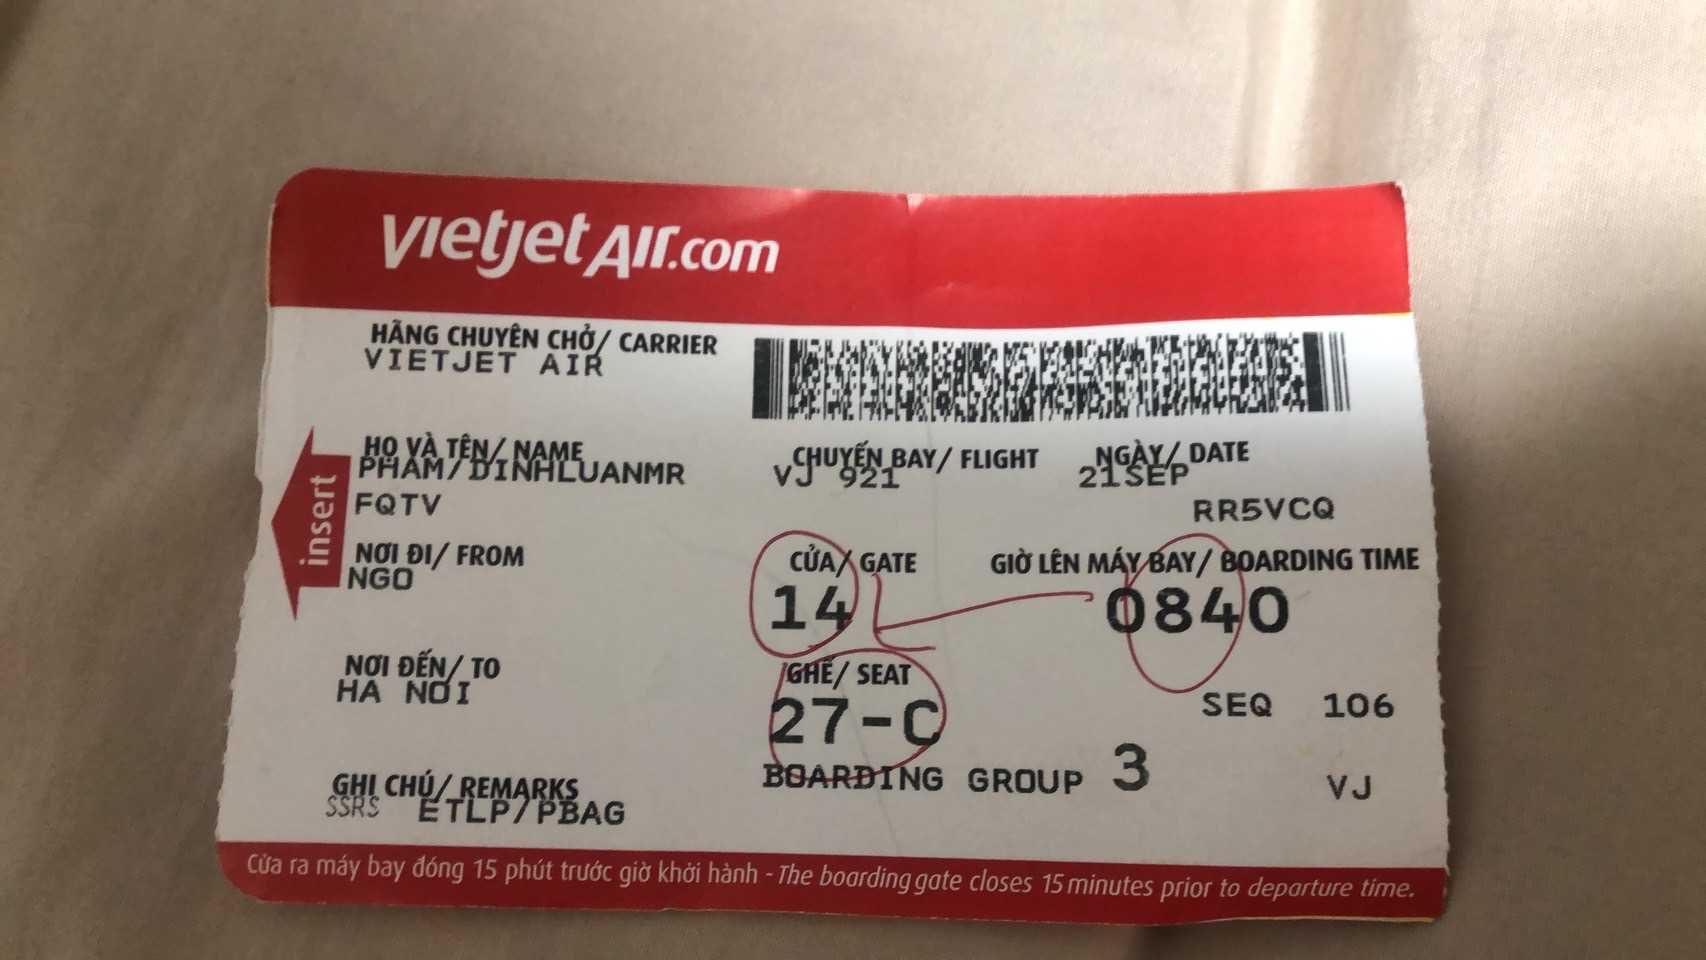 vietjet Air.com
HÃNG CHUYÊN CHỞ/ CARRIER
VIETJET AIR
HỌ VÀ TÊN/ NAME
PHAM/DINHLUANMR
CHUYẾN BAY/ FLIGHT
VJ 921
NGÀY/ DATE
21SEP
FQTV
RR5VCQ
insert
NƠI ĐI/ FROM
NGO
CỬA/ GATE
14
GIỜ LÊN MÁY BAY/ BOARDING TIME
0840
NƠI ĐẾN/ TO
HA NOI
GHẾ/ SEAT
27-C
SEQ 106
BOARDING GROUP 3
VJ
GHI CHÚ/ REMARKS
SSRS ETLP/PBAG
Cửa ra máy bay đóng 15 phút trước giờ khởi hành - The boarding gate closes 15 minutes prior to departure time.